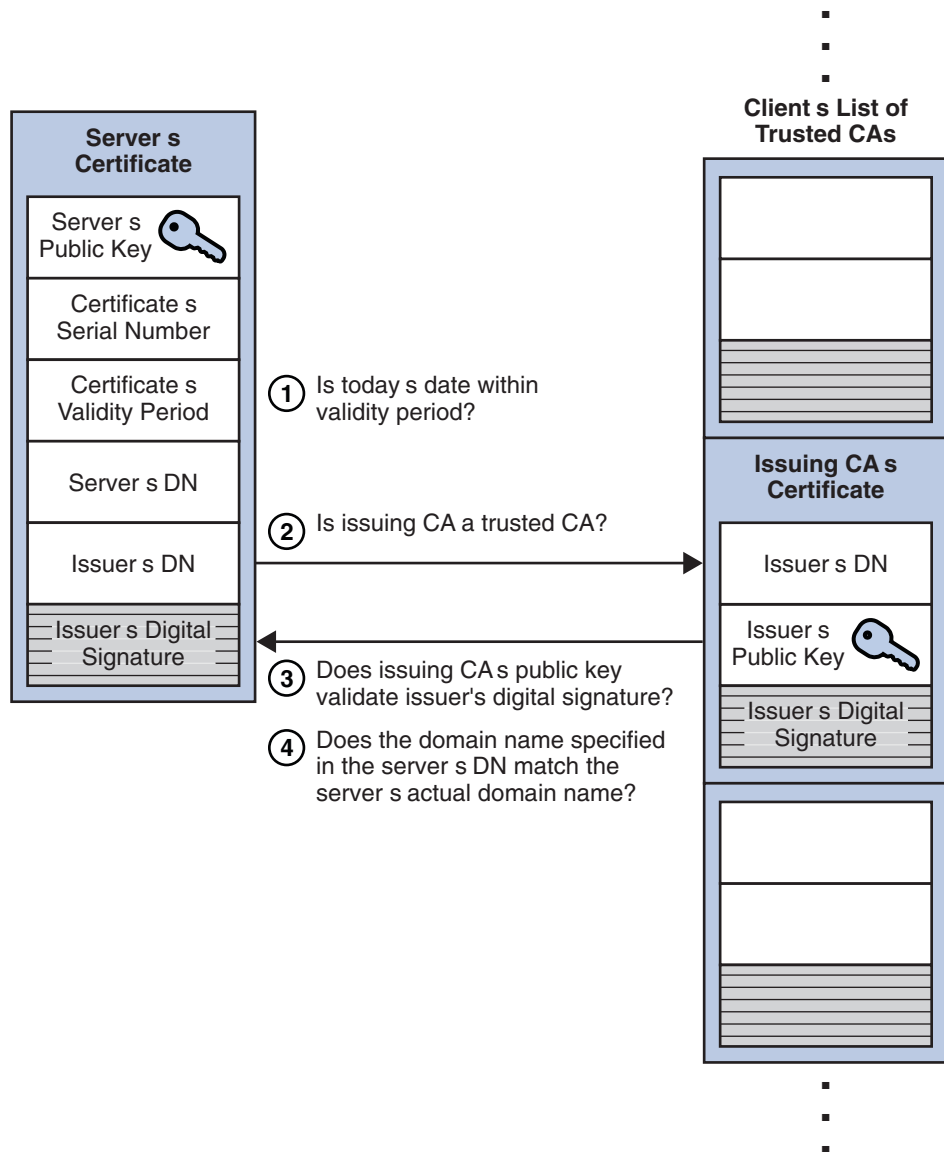 Client s List of
Trusted CAs
Server s
Certificate
Server s
Public Key
Certificate s
Serial Number
Certificate s
Validity Period
Server s DN
Issuer s DN
Issuer s Digital
Signature
1 Is today s date within
validity period?
2 Is issuing CA a trusted CA?
3 Does issuing CA s public key
validate issuer's digital signature?
4 Does the domain name specified
in the server s DN match the
server s actual domain name?
Issuing CA s
Certificate
Issuer s DN
Issuer s
Public Key
Issuer s Digital
Signature